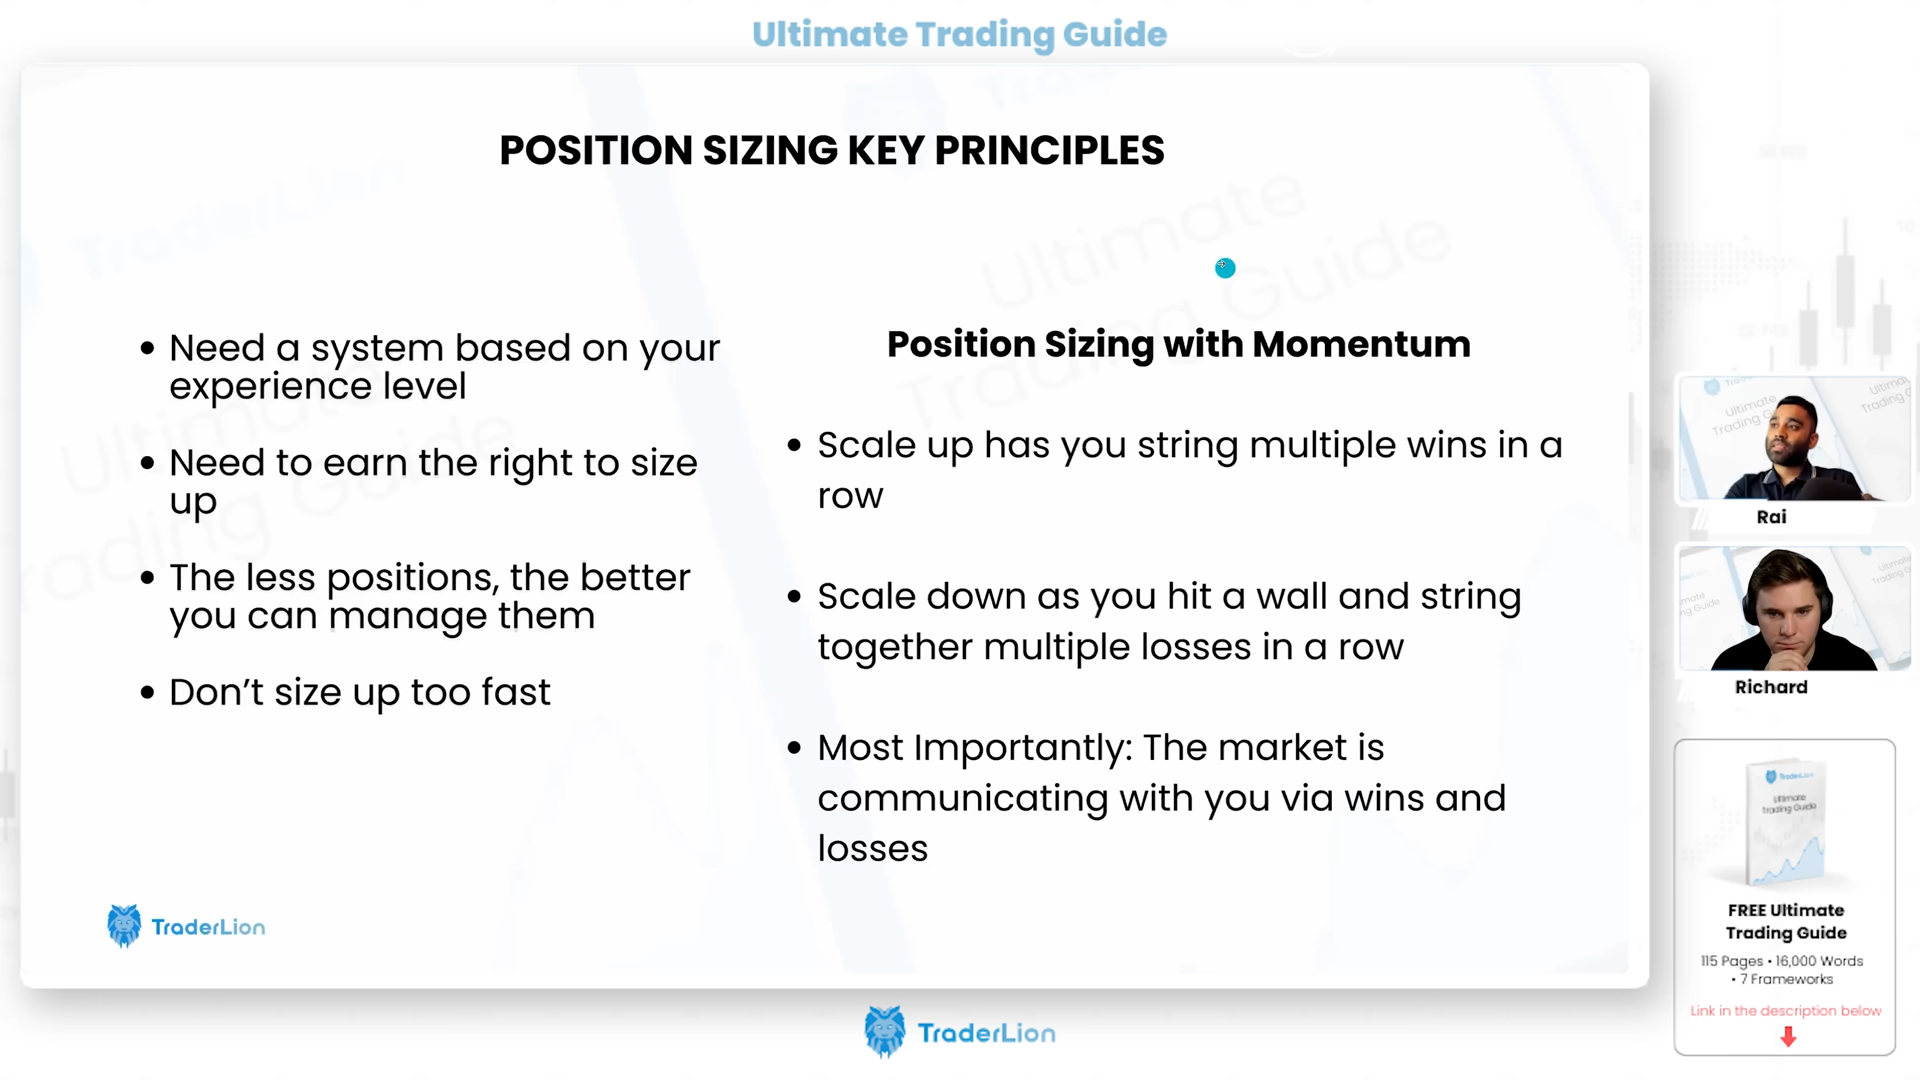 Ultimate Trading Guide
POSITION SIZING KEY PRINCIPLES
• Need a system based on your
experience level
• Need to earn the right to size
up
• The less positions, the better
you can manage them
• Don’t size up too fast
Position Sizing with Momentum
• Scale up has you string multiple wins in a
row
• Scale down as you hit a wall and string
together multiple losses in a row
• Most Importantly: The market is
communicating with you via wins and
losses
TraderLion
TraderLion
Rai
Richard
TraderLion
Ultimate
Trading Guide
FREE Ultimate
Trading Guide
115 Pages • 16,000 Words
• 7 Frameworks
Link in the description below